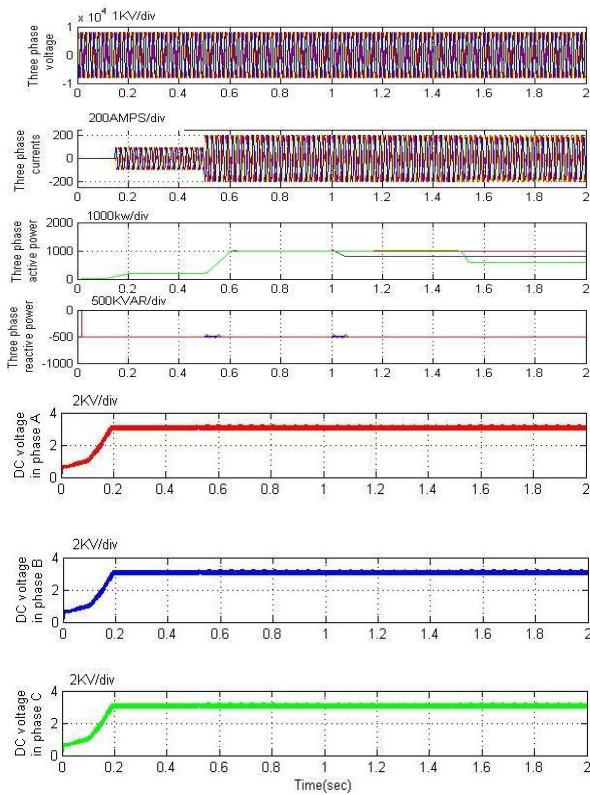 x 10⁴ 1KV/div
Three phase
voltage
1
0
-1
0 0.2 0.4 0.6 0.8 1 1.2 1.4 1.6 1.8 2
200AMPS/div
Three phase
currents
200
0
-200
0 0.2 0.4 0.6 0.8 1 1.2 1.4 1.6 1.8 2
1000kw/div
Three phase
active power
2000
1000
0
0 0.2 0.4 0.6 0.8 1 1.2 1.4 1.6 1.8 2
500KVAR/div
Three phase
reactive power
0
-500
-1000
0 0.2 0.4 0.6 0.8 1 1.2 1.4 1.6 1.8 2
2KV/div
DC voltage
in phase A
4
2
0
0 0.2 0.4 0.6 0.8 1 1.2 1.4 1.6 1.8 2
2KV/div
DC voltage
in phase B
4
2
0
0 0.2 0.4 0.6 0.8 1 1.2 1.4 1.6 1.8 2
2KV/div
DC voltage
in phase C
4
2
0
0 0.2 0.4 0.6 0.8 1 1.2 1.4 1.6 1.8 2
Time(sec)